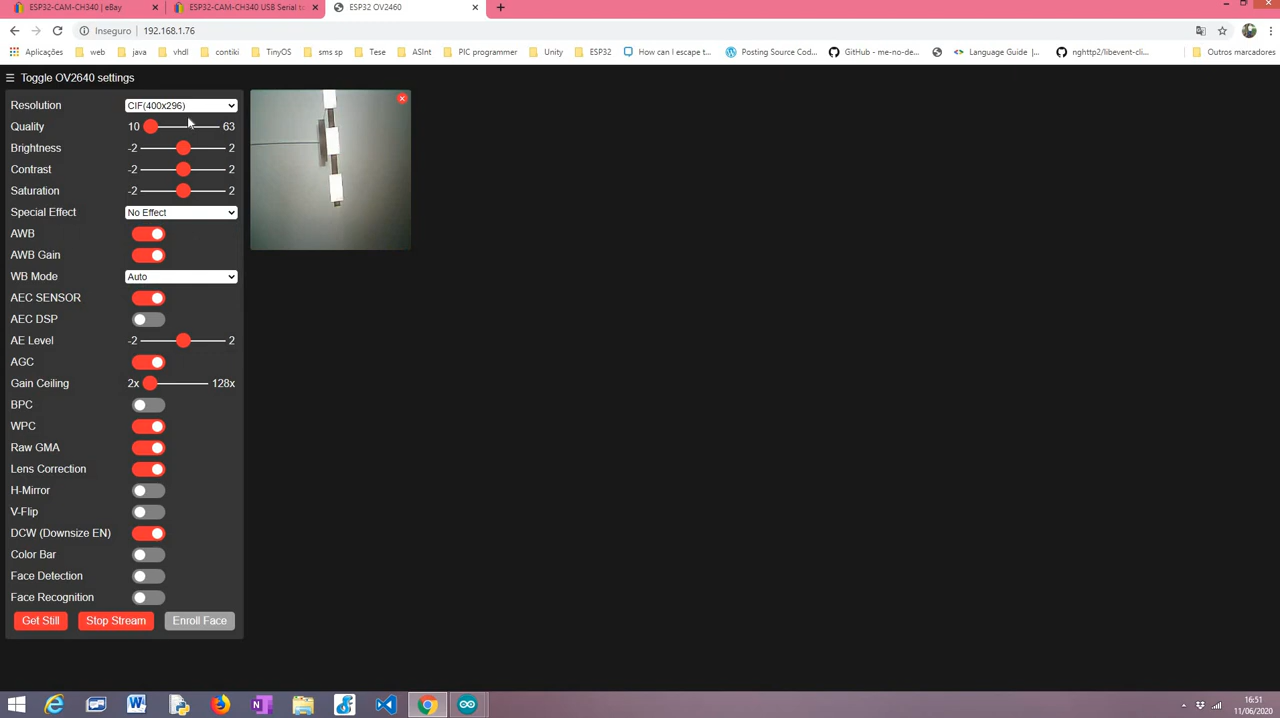 ESP32-CAM-CH340 | eBay
ESP32-CAM-CH340 USB Serial to
ESP32 OV2460
Inseguro | 192.168.1.76
Aplicações web java vhdl contiki TinyOS sms sp Tese ASInt PIC programmer Unity ESP32 How can I escape t... Posting Source Cod... GitHub - me-no-de... Language Guide |... nghttp2/libevent-cli... Outros marcadores
☰ Toggle OV2640 settings
Resolution CIF(400x296)
Quality 10 63
Brightness -2 2
Contrast -2 2
Saturation -2 2
Special Effect No Effect
AWB
AWB Gain
WB Mode Auto
AEC SENSOR
AEC DSP
AE Level -2 2
AGC
Gain Ceiling 2x 128x
BPC
WPC
Raw GMA
Lens Correction
H-Mirror
V-Flip
DCW (Downsize EN)
Color Bar
Face Detection
Face Recognition
Get Still Stop Stream Enroll Face
16:51
11/06/2020